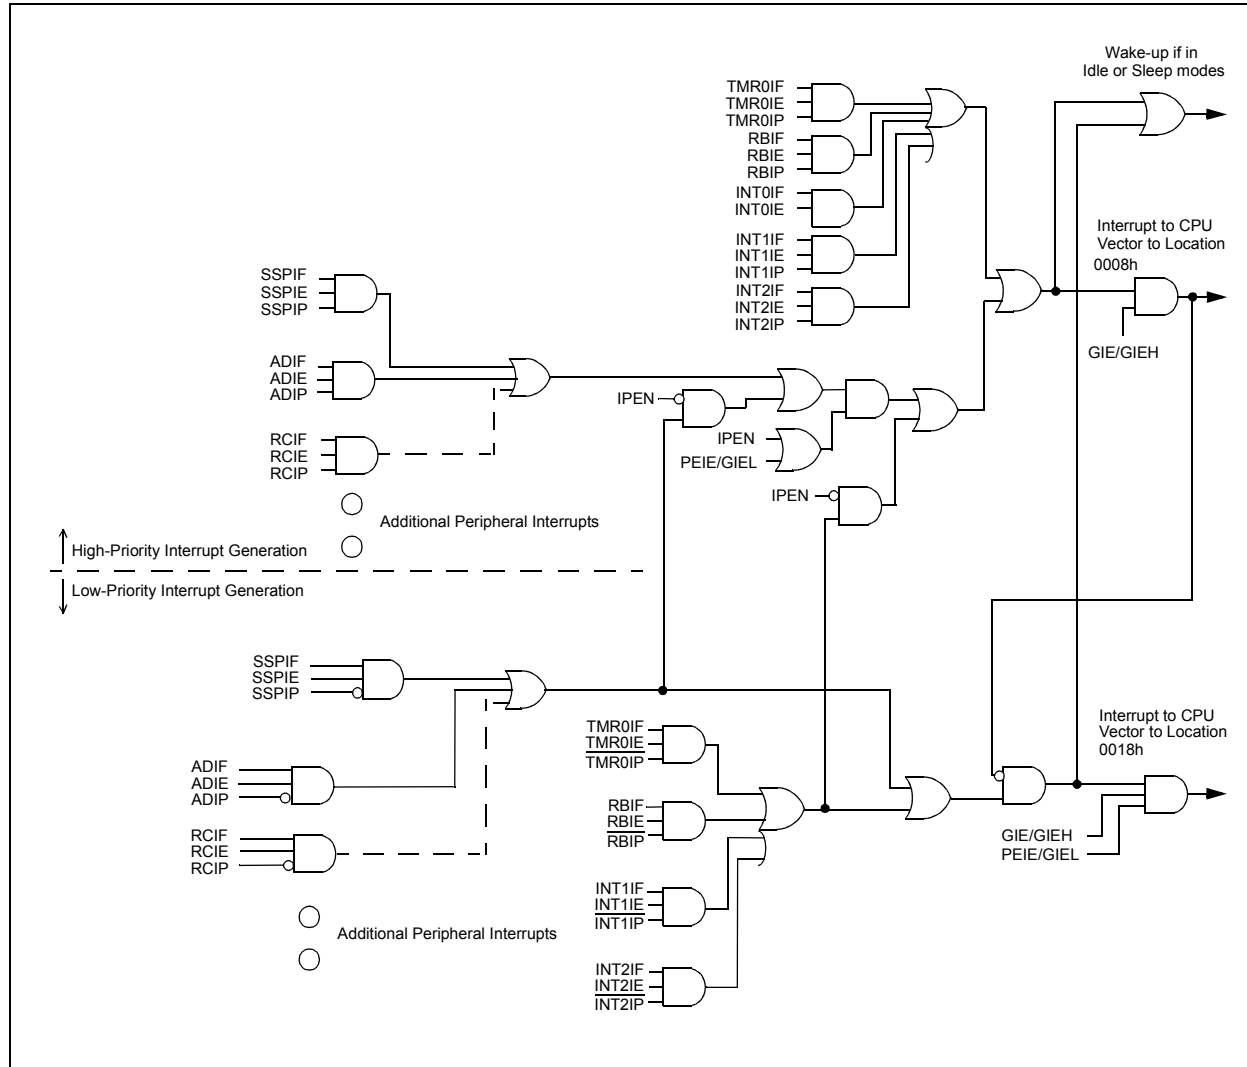 Wake-up if in
Idle or Sleep modes
TMR0IF
TMR0IE
TMR0IP
RBIF
RBIE
RBIP
INT0IF
INT0IE
INT1IF
INT1IE
INT1IP
INT2IF
INT2IE
INT2IP
Interrupt to CPU
Vector to Location
0008h
GIE/GIEH
SSPIF
SSPIE
SSPIP
ADIF
ADIE
ADIP
RCIF
RCIE
RCIP
IPEN
IPEN
PEIE/GIEL
IPEN
Additional Peripheral Interrupts
High-Priority Interrupt Generation
Low-Priority Interrupt Generation
SSPIF
SSPIE
SSPIP
ADIF
ADIE
ADIP
RCIF
RCIE
RCIP
Additional Peripheral Interrupts
TMR0IF
TMR0IE
TMR0IP
RBIF
RBIE
RBIP
INT1IF
INT1IE
INT1IP
INT2IF
INT2IE
INT2IP
Interrupt to CPU
Vector to Location
0018h
GIE/GIEH
PEIE/GIEL